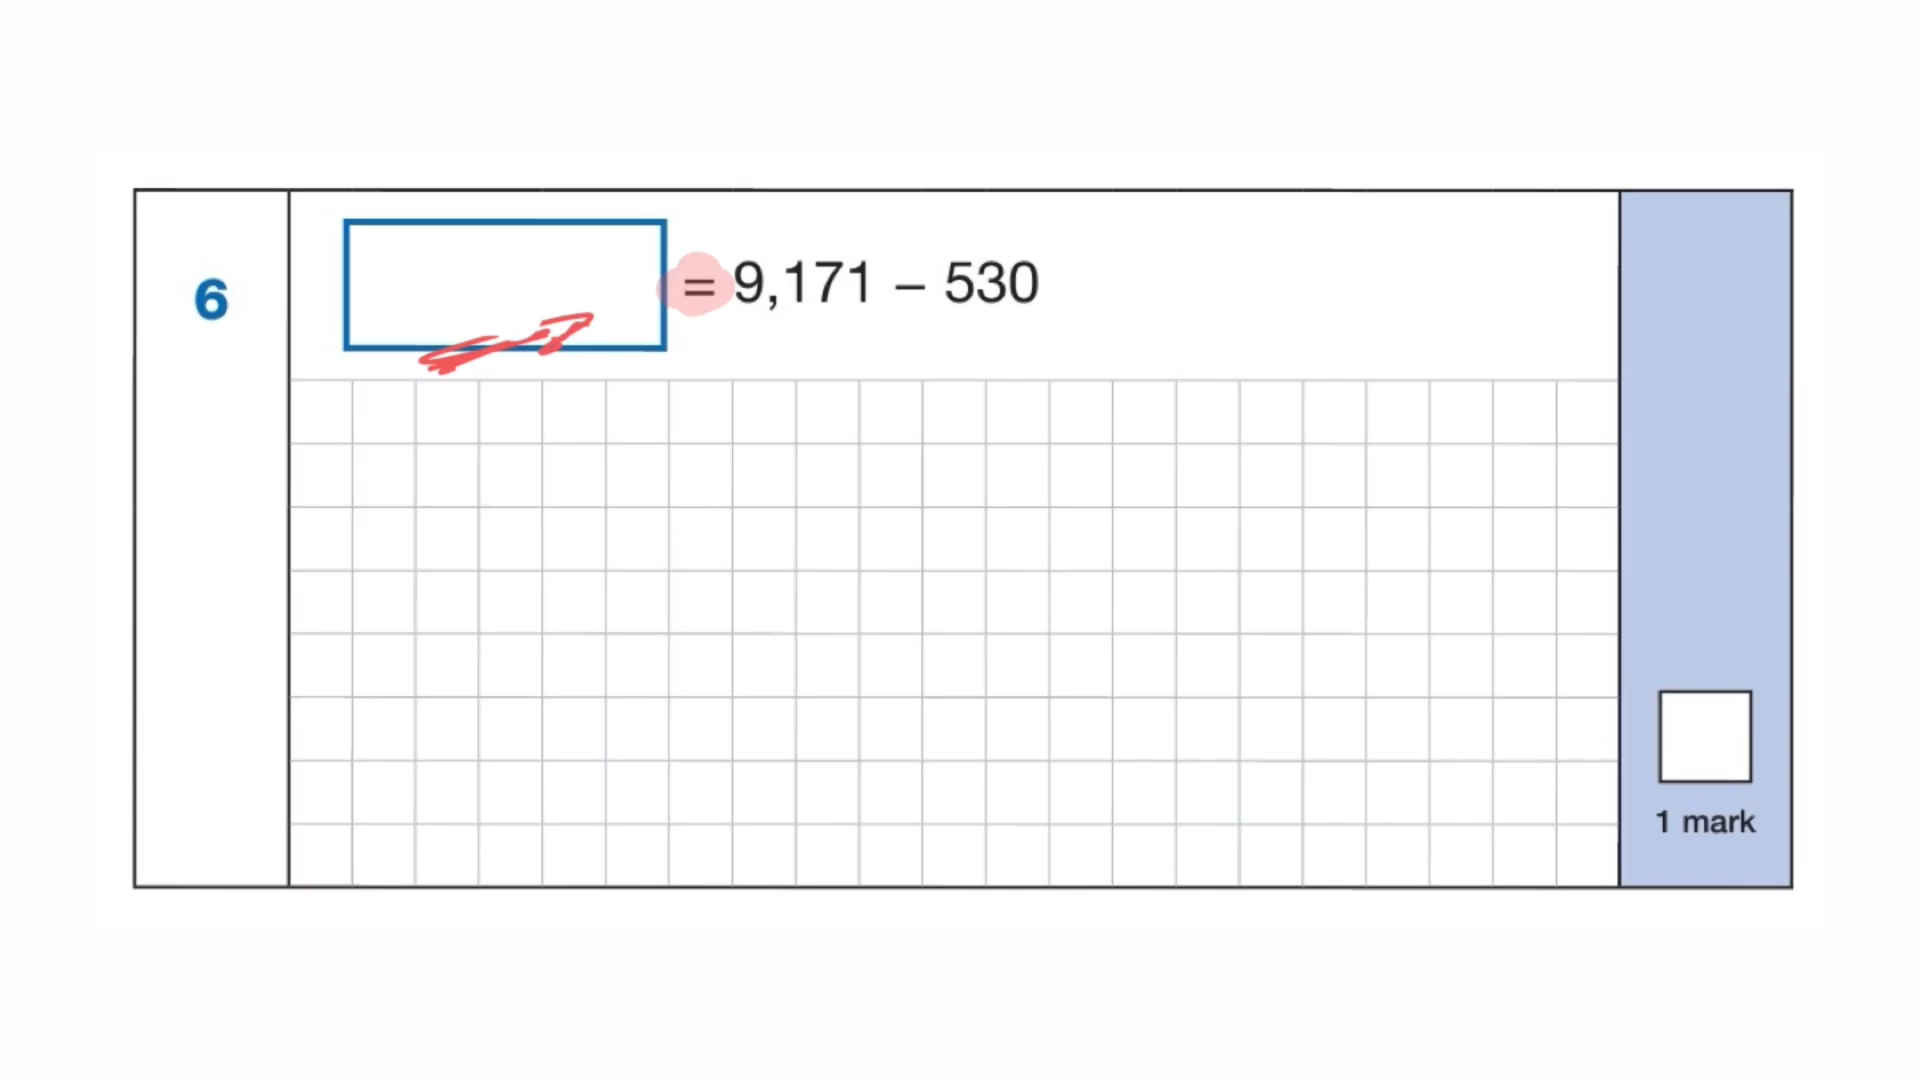 6
= 9,171 – 530
1 mark